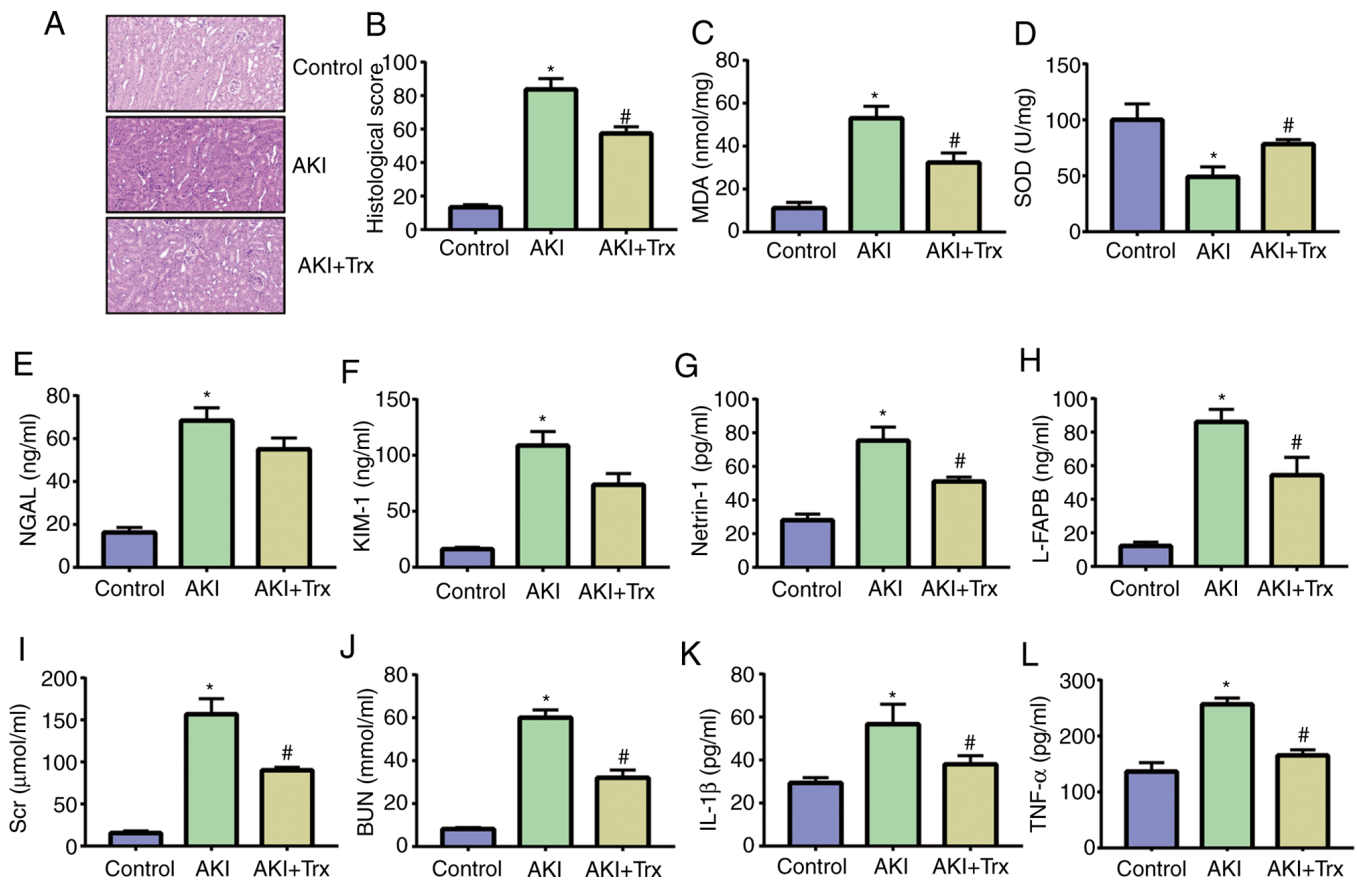 A
Control
AKI
AKI+Trx
B
Histological score
100
80
60
40
20
0
*
#
Control AKI AKI+Trx
C
MDA (nmol/mg)
80
60
40
20
0
*
#
Control AKI AKI+Trx
D
SOD (U/mg)
150
100
50
0
*
#
Control AKI AKI+Trx
E
NGAL (ng/ml)
80
60
40
20
0
*
Control AKI AKI+Trx
F
KIM-1 (ng/ml)
150
100
50
0
*
Control AKI AKI+Trx
G
Netrin-1 (pg/ml)
100
80
60
40
20
0
*
#
Control AKI AKI+Trx
H
L-FAPB (ng/ml)
100
80
60
40
20
0
*
#
Control AKI AKI+Trx
I
Scr (μmol/ml)
200
150
100
50
0
*
#
Control AKI AKI+Trx
J
BUN (mmol/ml)
80
60
40
20
0
*
#
Control AKI AKI+Trx
K
IL-1β (pg/ml)
80
60
40
20
0
*
#
Control AKI AKI+Trx
L
TNF-α (pg/ml)
300
200
100
0
*
#
Control AKI AKI+Trx